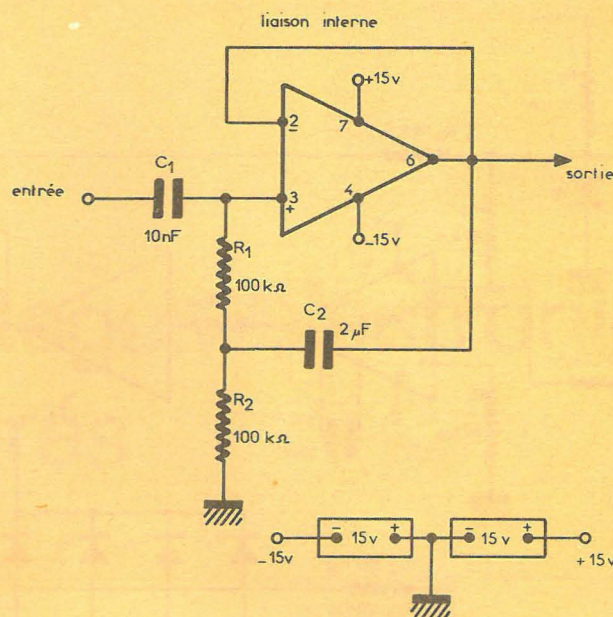 liaison interne
+15v
2
–
7
6
sortie
entrée
C1
3
+
4
–15v
10nF
R1
100 kΩ
C2
2 µF
R2
100 kΩ
– 15v + – 15v +
–15v
+15v